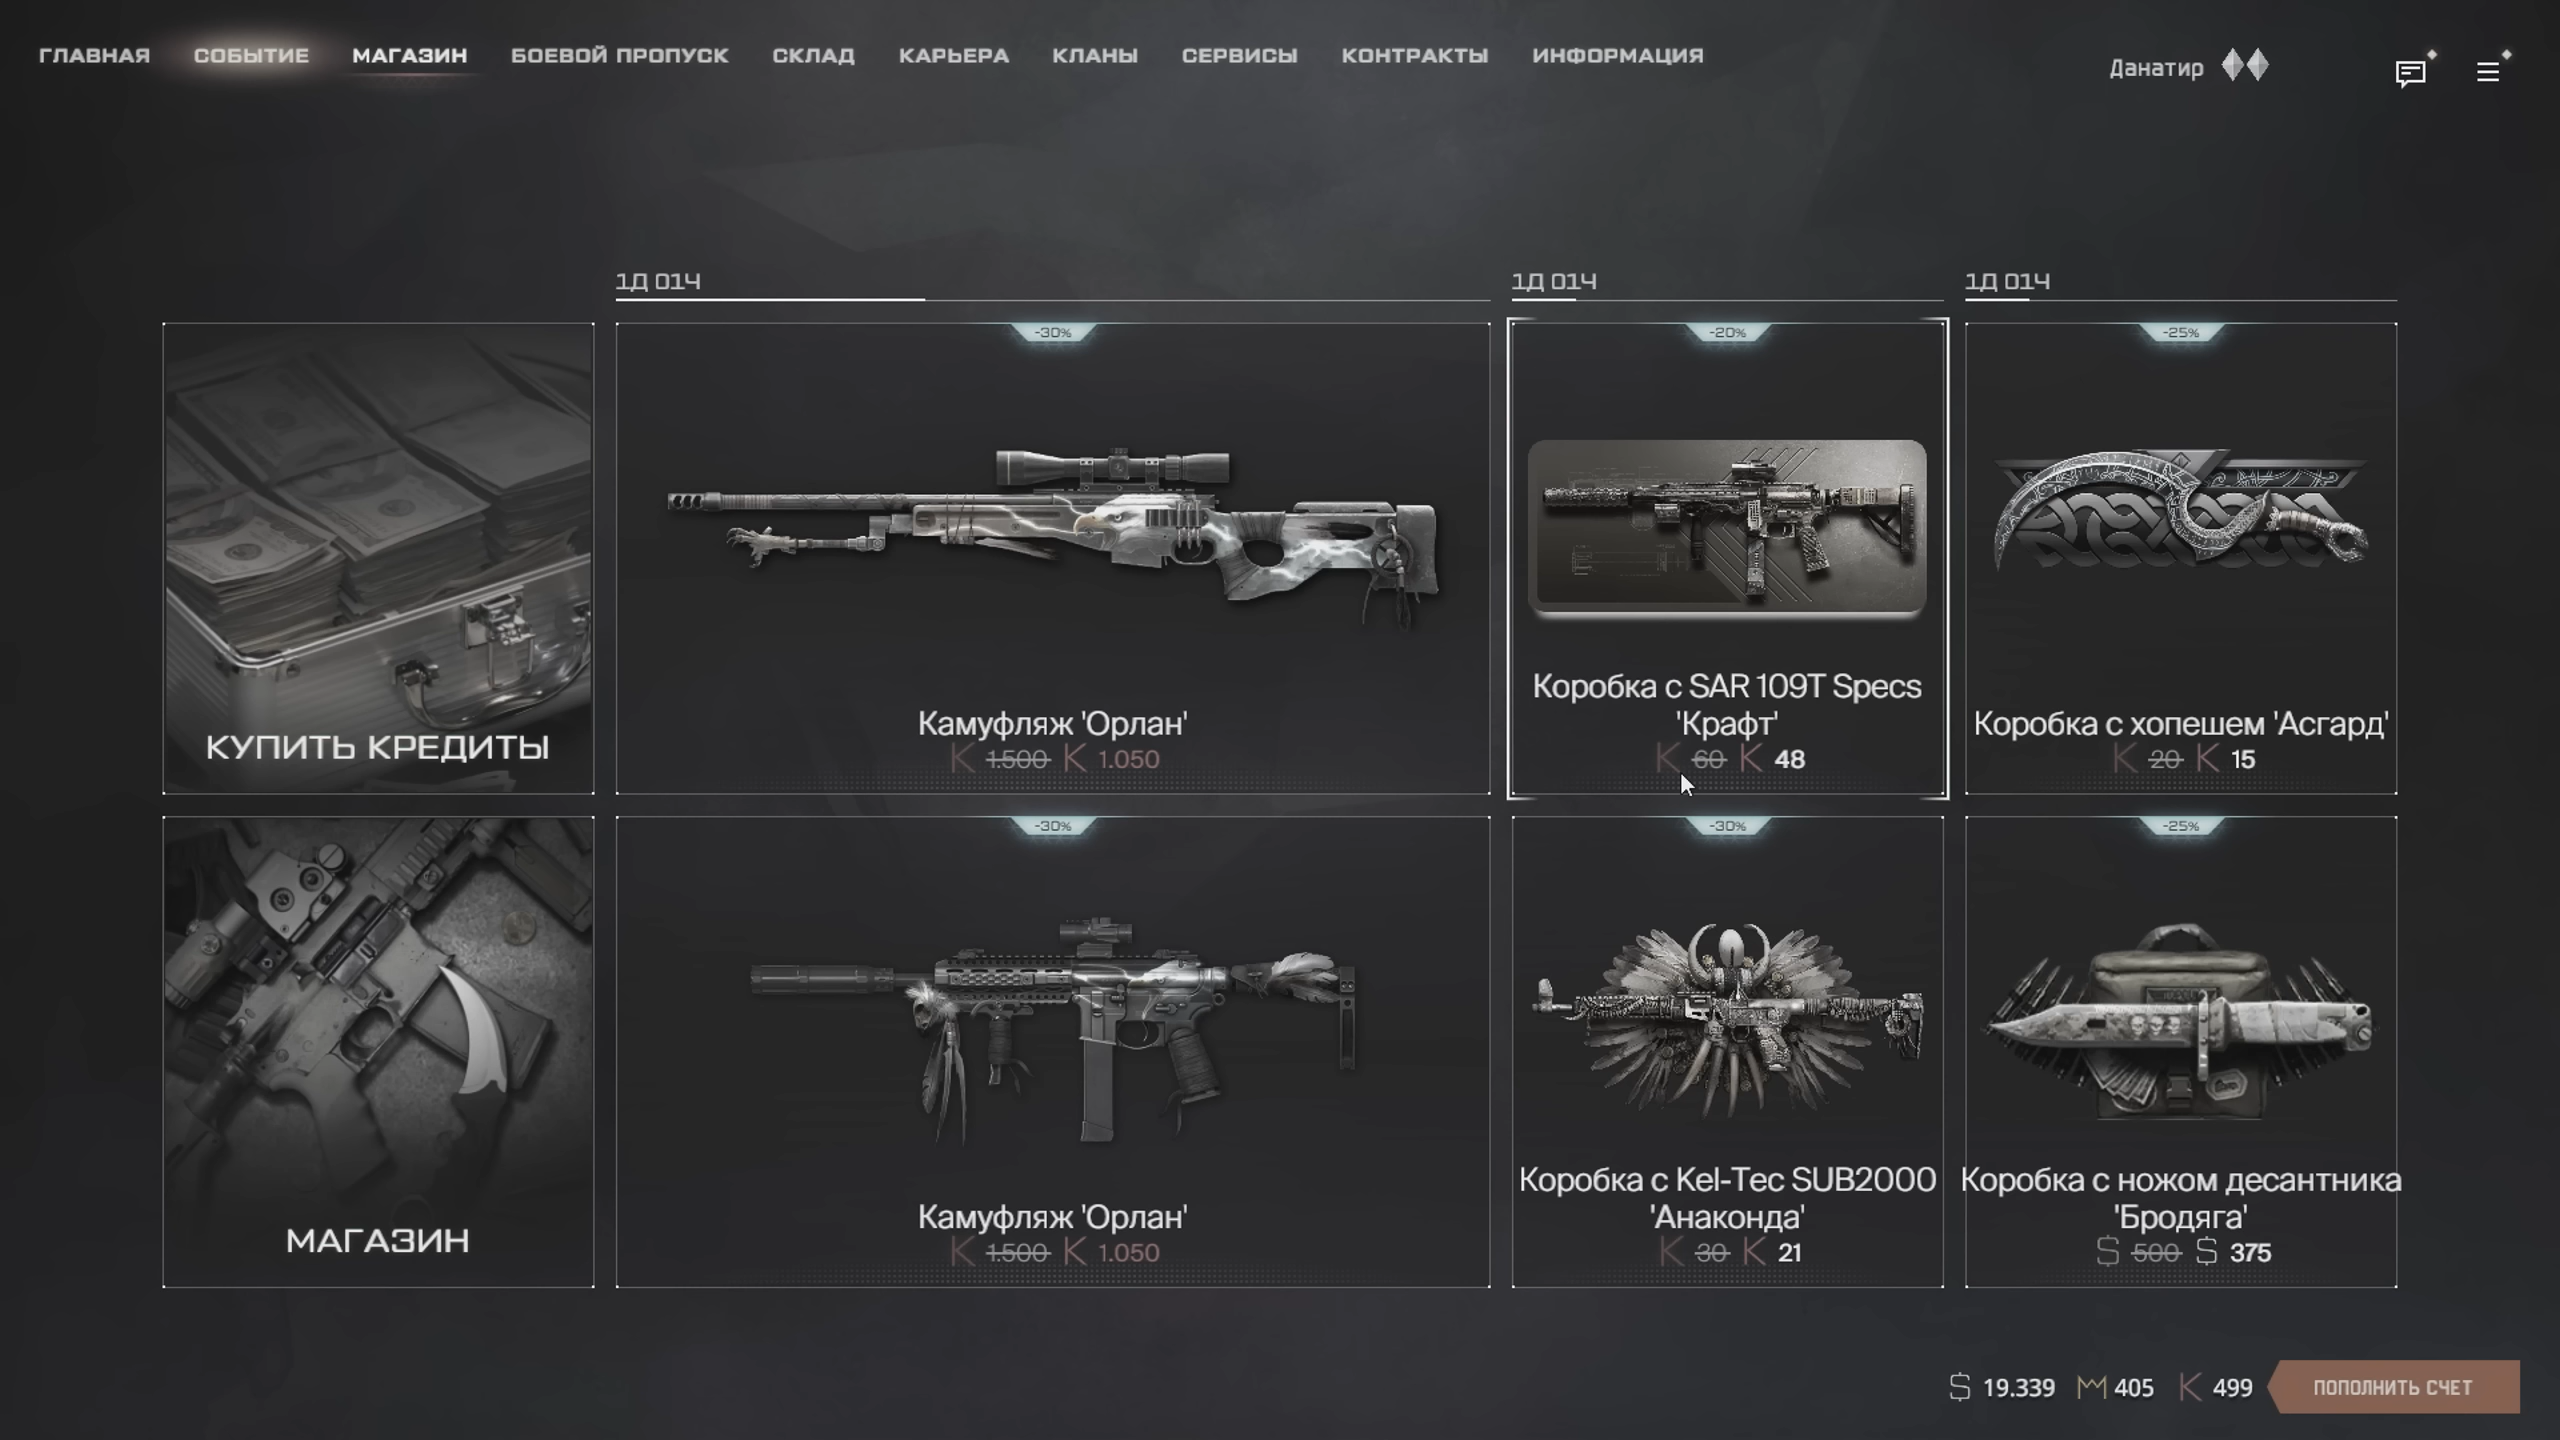 ГЛАВНАЯ СОБЫТИЕ МАГАЗИН БОЕВОЙ ПРОПУСК СКЛАД КАРЬЕРА КЛАНЫ СЕРВИСЫ КОНТРАКТЫ ИНФОРМАЦИЯ Данатир
1Д 01Ч
1Д 01Ч
1Д 01Ч
КУПИТЬ КРЕДИТЫ
-30%
Камуфляж 'Орлан'
K 1.500 K 1.050
-20%
Коробка с SAR 109T Specs
'Крафт'
K 60 K 48
-25%
Коробка с хопешем 'Асгард'
K 20 K 15
МАГАЗИН
-30%
Камуфляж 'Орлан'
K 1.500 K 1.050
-30%
Коробка с Kel-Tec SUB2000
'Анаконда'
K 30 K 21
-25%
Коробка с ножом десантника
'Бродяга'
$ 500 $ 375
$ 19.339 M 405 K 499 ПОПОЛНИТЬ СЧЕТ